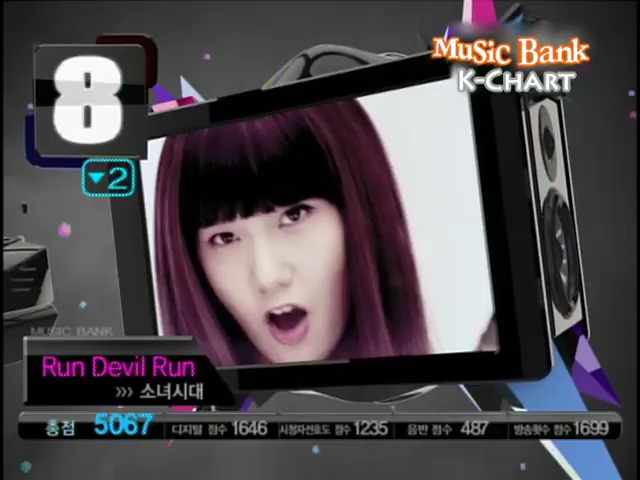 8
Music Bank
K-Chart
▼2
MUSIC BANK
Run Devil Run
>>> 소녀시대
총점 5067 디지털 점수 1646 시청자선호도 점수 1235 음반 점수 487 방송횟수 점수 1699